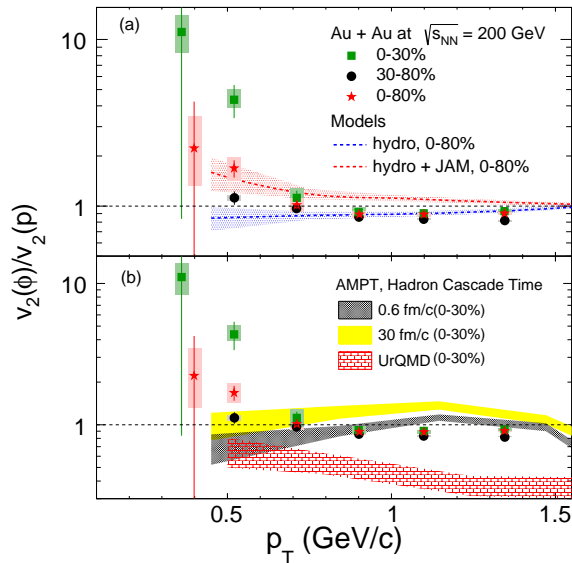 (a)
Au + Au at √s_NN = 200 GeV
0-30%
30-80%
0-80%
Models
hydro, 0-80%
hydro + JAM, 0-80%
10
1
v₂(ϕ)/v₂(p)
(b)
AMPT, Hadron Cascade Time
0.6 fm/c(0-30%)
30 fm/c (0-30%)
UrQMD (0-30%)
10
1
0.5 1 1.5
p_T (GeV/c)